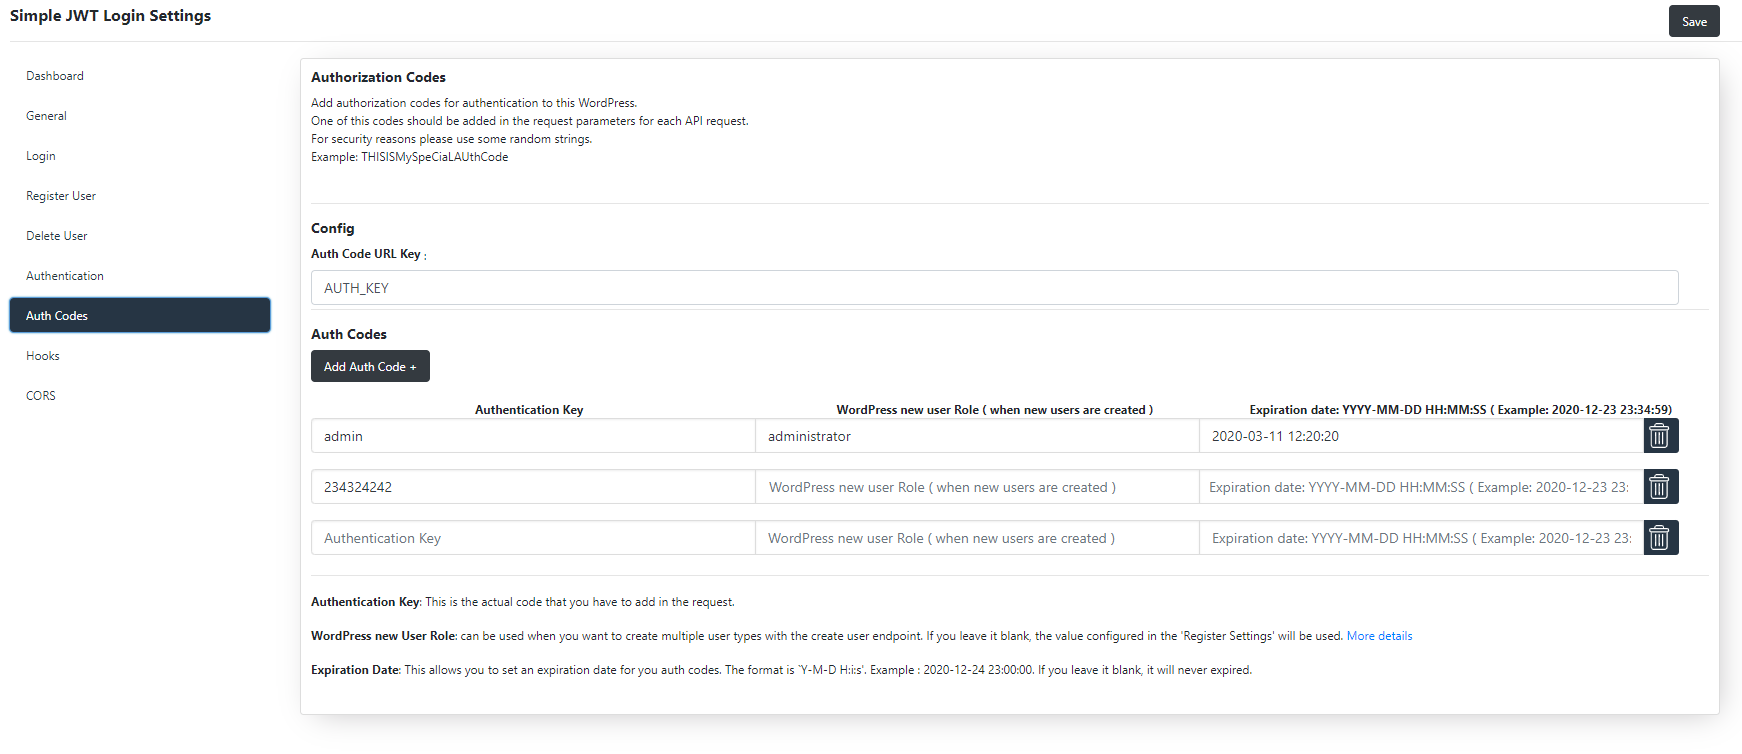 Simple JWT Login Settings
Save
Dashboard
General
Login
Register User
Delete User
Authentication
Auth Codes
Hooks
CORS
Authorization Codes
Add authorization codes for authentication to this WordPress.
One of this codes should be added in the request parameters for each API request.
For security reasons please use some random strings.
Example: THISISMySpeCiaLAUthCode
Config
Auth Code URL Key :
AUTH_KEY
Auth Codes
Add Auth Code +
Authentication Key WordPress new user Role ( when new users are created ) Expiration date: YYYY-MM-DD HH:MM:SS ( Example: 2020-12-23 23:34:59)
admin administrator 2020-03-11 12:20:20
234324242 WordPress new user Role ( when new users are created ) Expiration date: YYYY-MM-DD HH:MM:SS ( Example: 2020-12-23 23:
Authentication Key WordPress new user Role ( when new users are created ) Expiration date: YYYY-MM-DD HH:MM:SS ( Example: 2020-12-23 23:
Authentication Key: This is the actual code that you have to add in the request.
WordPress new User Role: can be used when you want to create multiple user types with the create user endpoint. If you leave it blank, the value configured in the 'Register Settings' will be used. More details
Expiration Date: This allows you to set an expiration date for you auth codes. The format is `Y-M-D H:i:s'. Example : 2020-12-24 23:00:00. If you leave it blank, it will never expired.